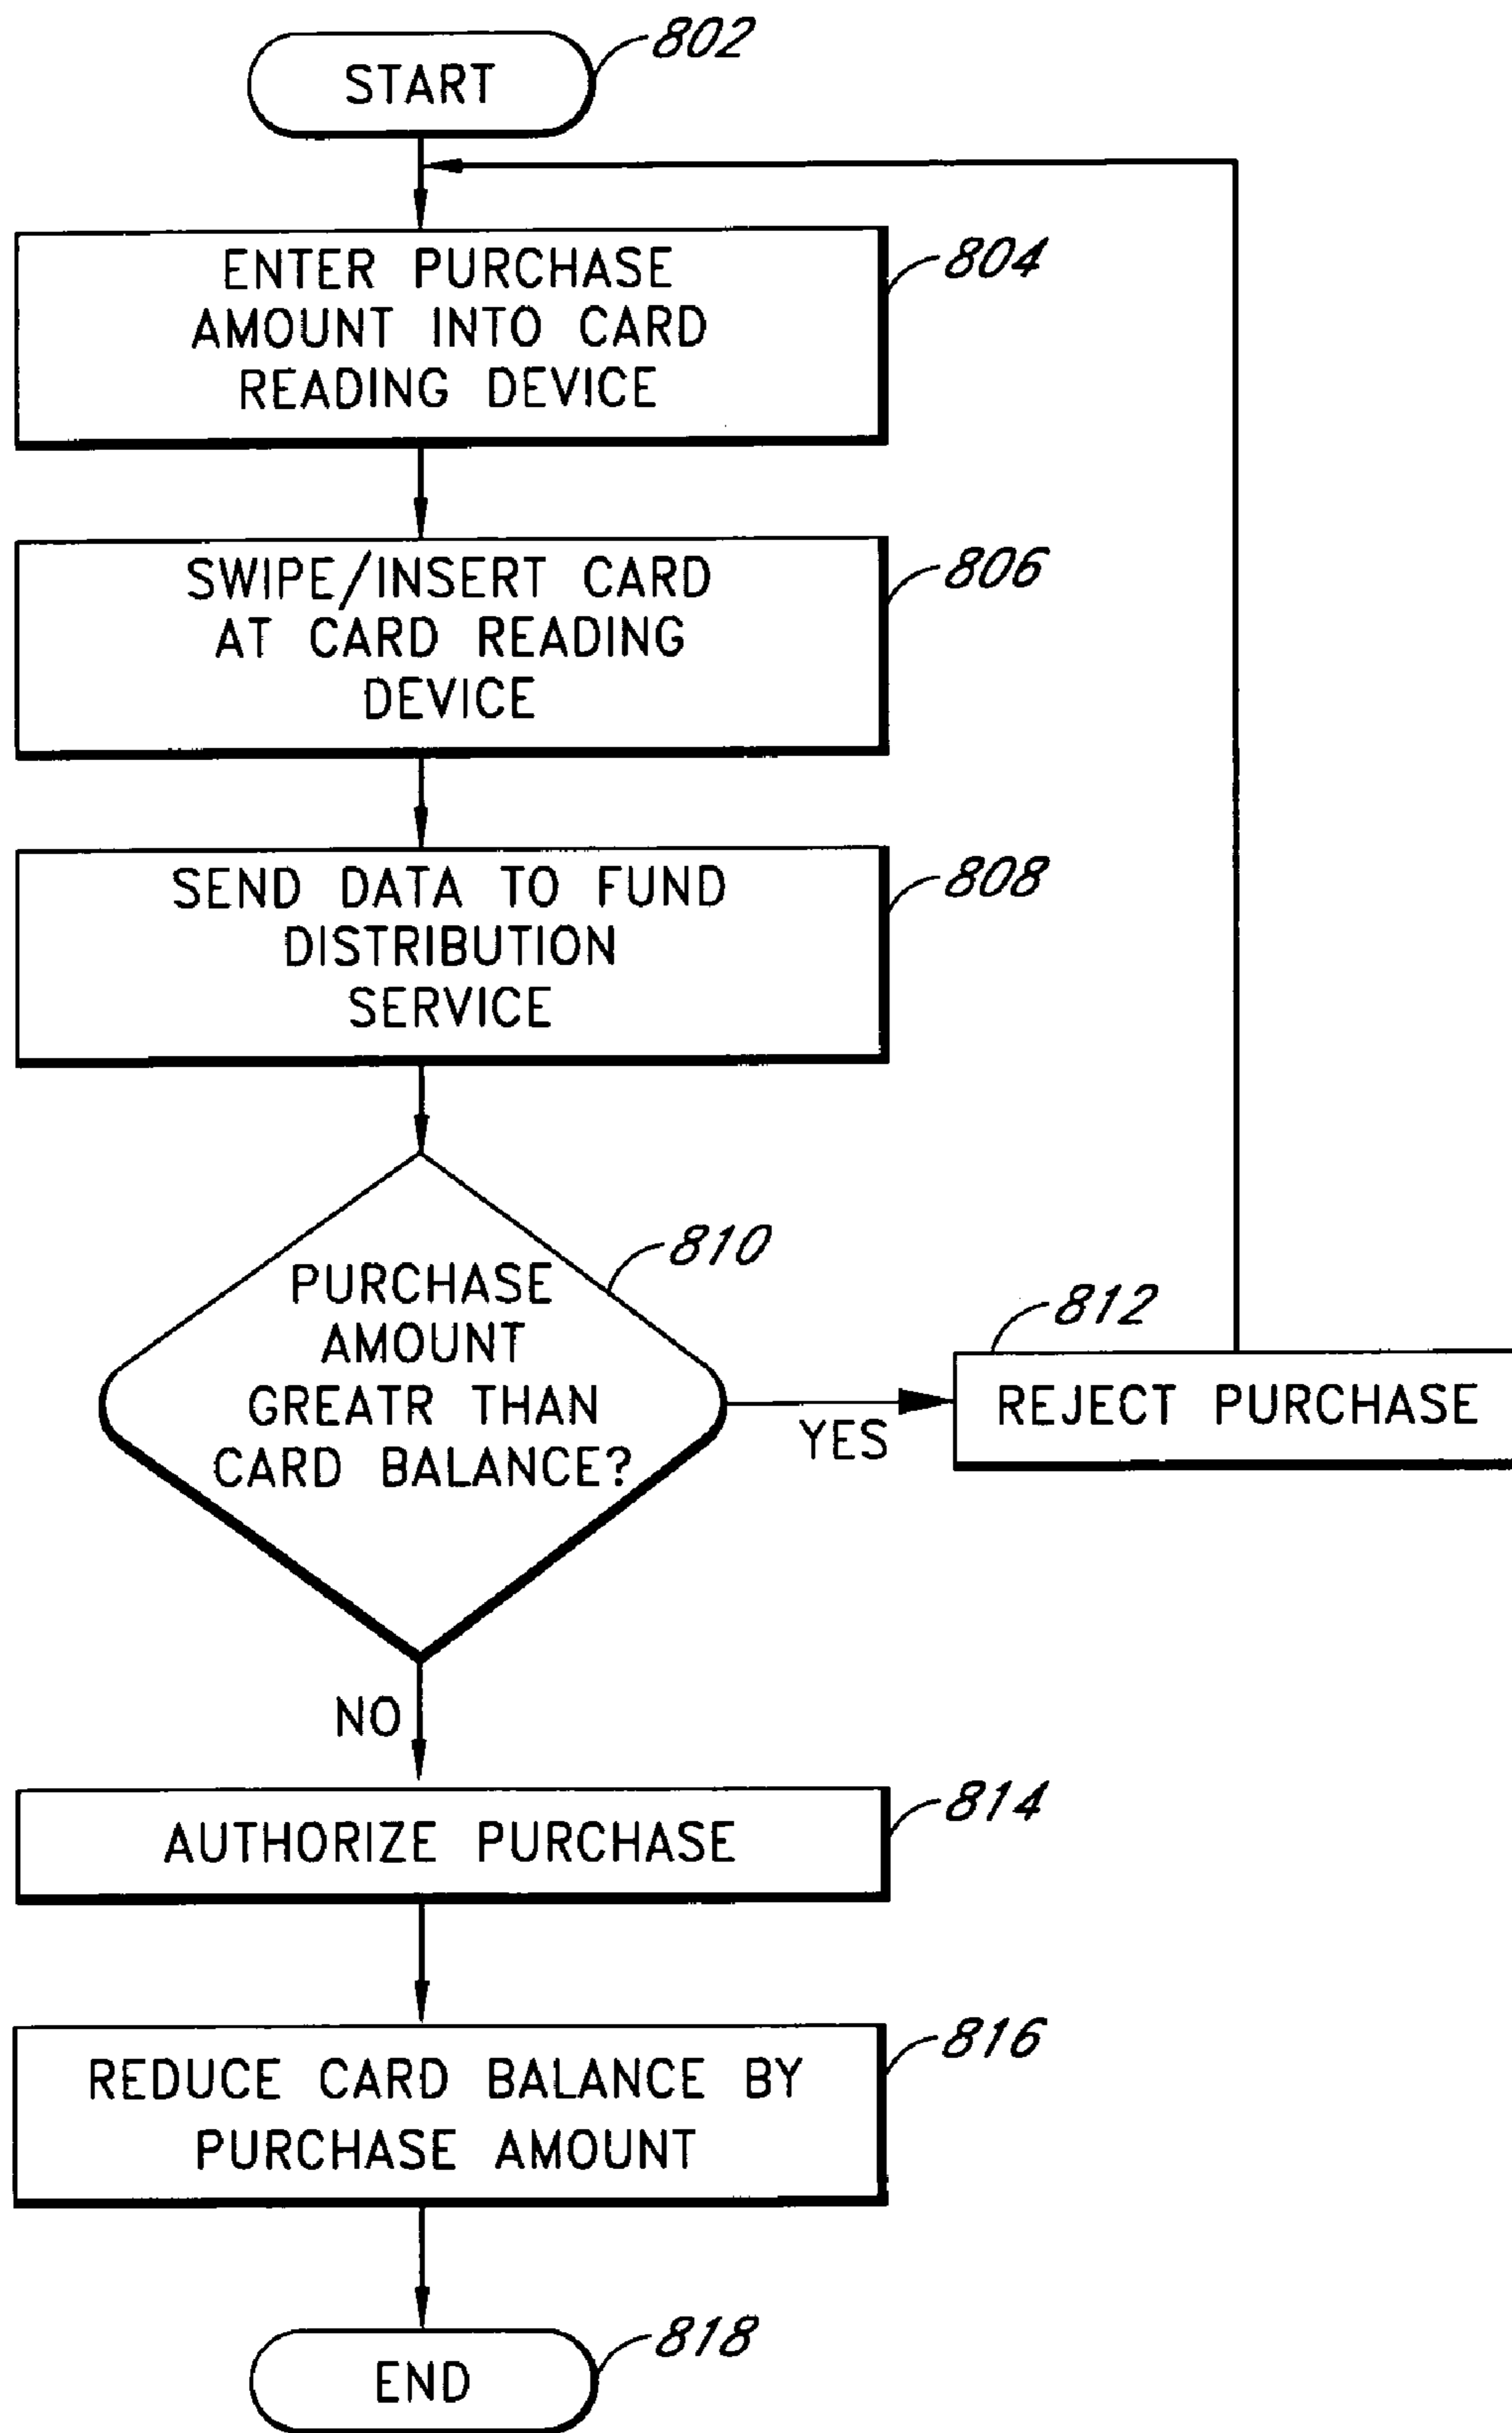 START
802
ENTER PURCHASE
AMOUNT INTO CARD
READING DEVICE
804
SWIPE/INSERT CARD
AT CARD READING
DEVICE
806
SEND DATA TO FUND
DISTRIBUTION
SERVICE
808
PURCHASE
AMOUNT
GREATR THAN
CARD BALANCE?
810
YES
812
REJECT PURCHASE
NO
AUTHORIZE PURCHASE
814
REDUCE CARD BALANCE BY
PURCHASE AMOUNT
816
END
818